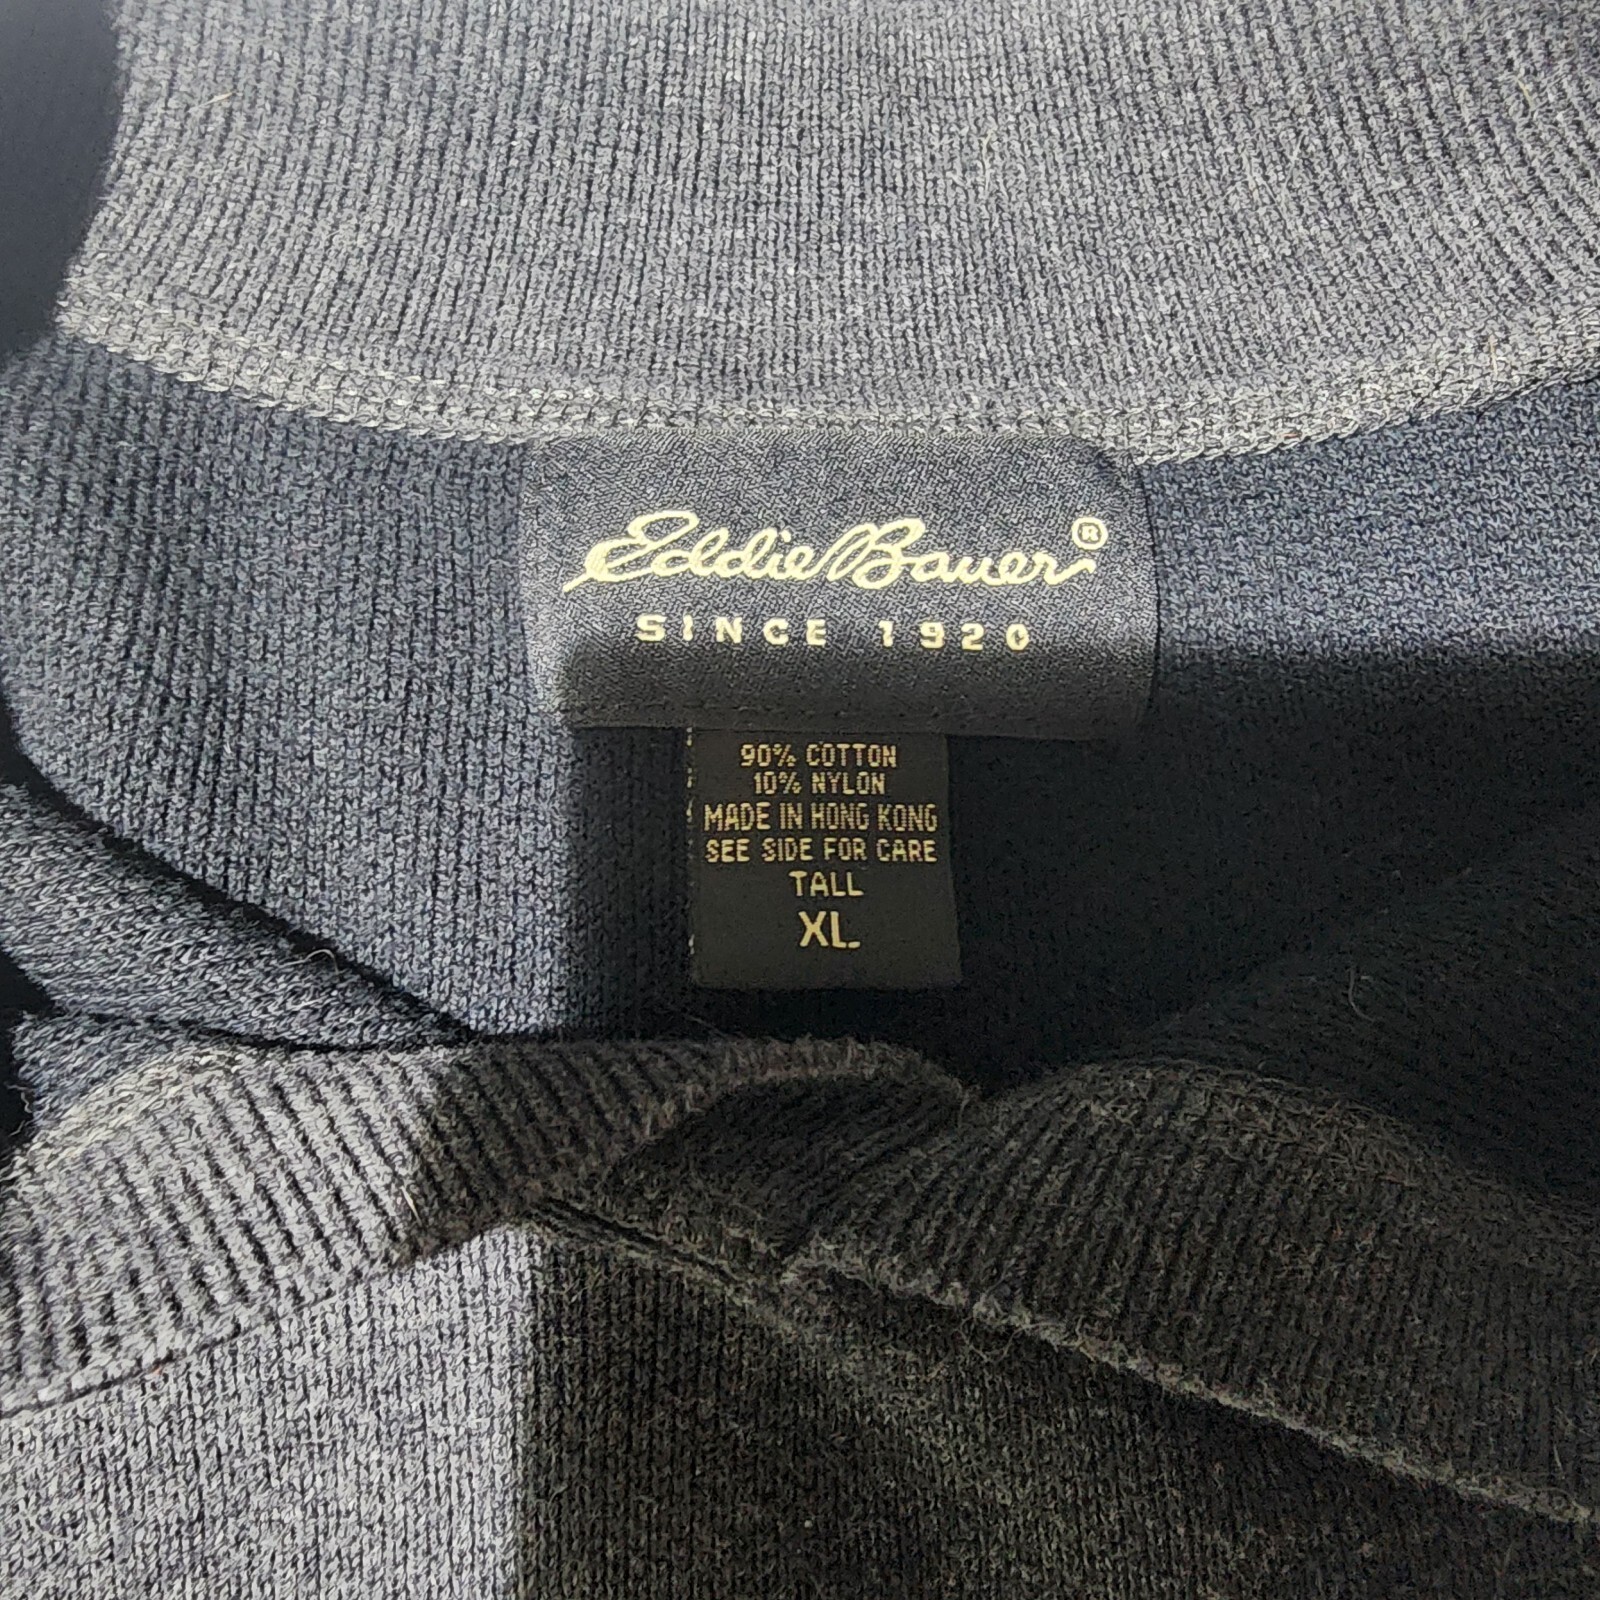 Eddie Bauer®
SINCE 1920
90% COTTON
10% NYLON
MADE IN HONG KONG
SEE SIDE FOR CARE
TALL
XL